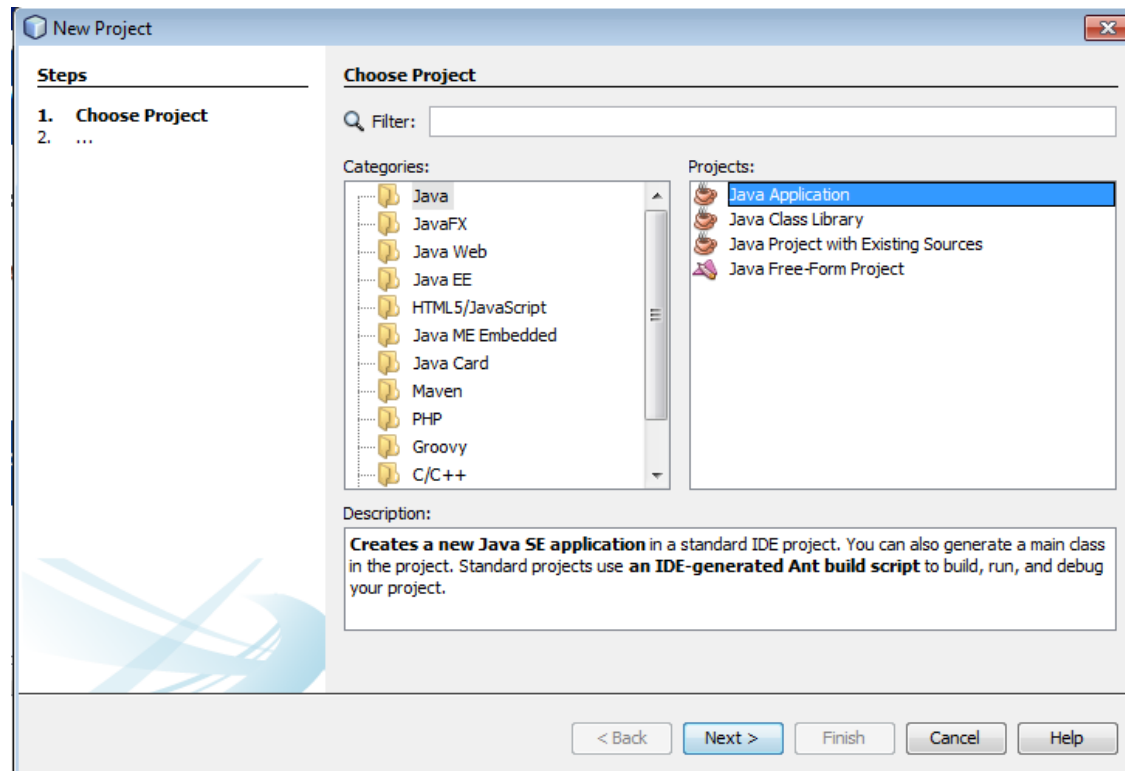 New Project
Steps
1. Choose Project
2. ...
Choose Project
Filter:
Categories:
Java
JavaFX
Java Web
Java EE
HTML5/JavaScript
Java ME Embedded
Java Card
Maven
PHP
Groovy
C/C++
Projects:
Java Application
Java Class Library
Java Project with Existing Sources
Java Free-Form Project
Description:
Creates a new Java SE application in a standard IDE project. You can also generate a main class
in the project. Standard projects use an IDE-generated Ant build script to build, run, and debug
your project.
< Back Next > Finish Cancel Help